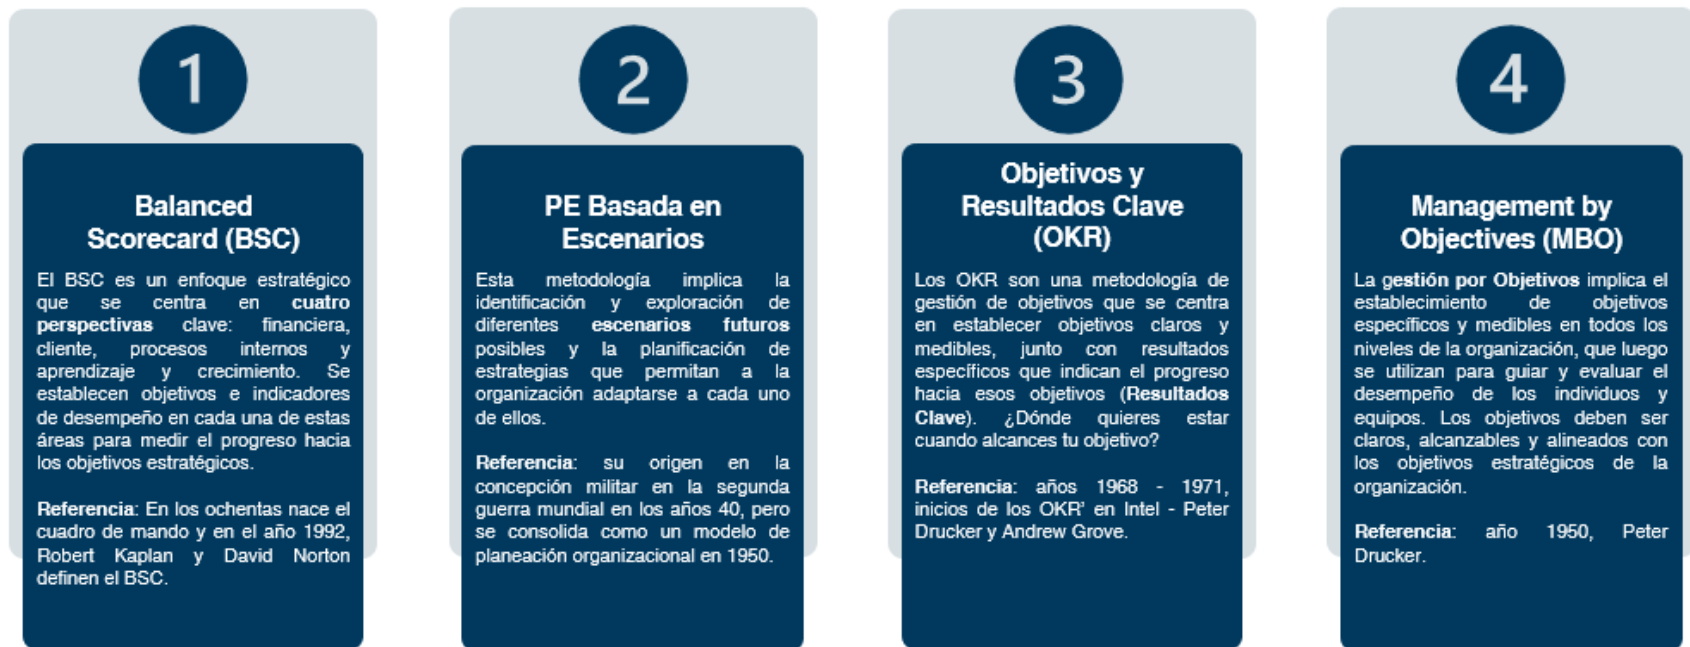 1
Balanced
Scorecard (BSC)
El BSC es un enfoque estratégico
que se centra en cuatro
perspectivas clave: financiera,
cliente, procesos internos y
aprendizaje y crecimiento. Se
establecen objetivos e indicadores
de desempeño en cada una de estas
áreas para medir el progreso hacia
los objetivos estratégicos.
Referencia: En los ochentas nace el
cuadro de mando y en el año 1992,
Robert Kaplan y David Norton
definen el BSC.
2
PE Basada en
Escenarios
Esta metodología implica la
identificación y exploración de
diferentes escenarios futuros
posibles y la planificación de
estrategias que permitan a la
organización adaptarse a cada uno
de ellos.
Referencia: su origen en la
concepción militar en la segunda
guerra mundial en los años 40, pero
se consolida como un modelo de
planeación organizacional en 1950.
3
Objetivos y
Resultados Clave
(OKR)
Los OKR son una metodología de
gestión de objetivos que se centra
en establecer objetivos claros y
medibles, junto con resultados
específicos que indican el progreso
hacia esos objetivos (Resultados
Clave). ¿Dónde quieres estar
cuando alcances tu objetivo?
Referencia: años 1968 - 1971,
inicios de los OKR' en Intel - Peter
Drucker y Andrew Grove.
4
Management by
Objectives (MBO)
La gestión por Objetivos implica el
establecimiento de objetivos
específicos y medibles en todos los
niveles de la organización, que luego
se utilizan para guiar y evaluar el
desempeño de los individuos y
equipos. Los objetivos deben ser
claros, alcanzables y alineados con
los objetivos estratégicos de la
organización.
Referencia: año 1950, Peter
Drucker.